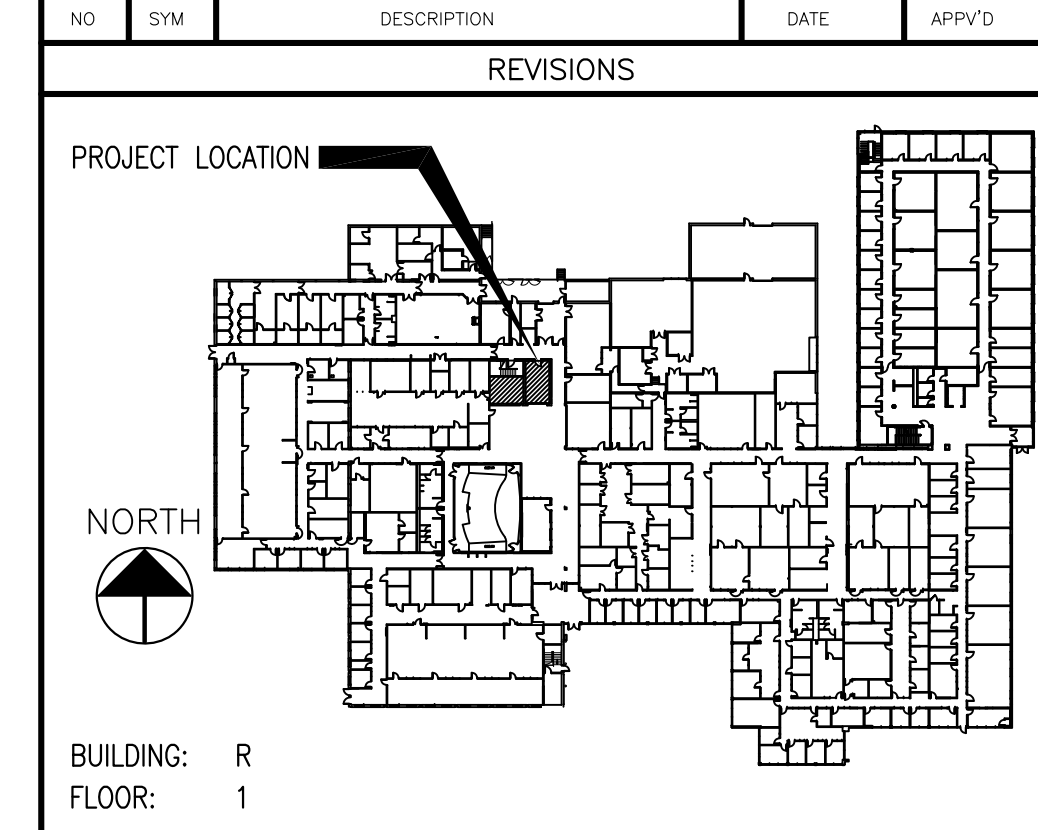 NO SYM DESCRIPTION DATE APPV'D
REVISIONS
PROJECT LOCATION
NORTH
BUILDING: R
FLOOR: 1